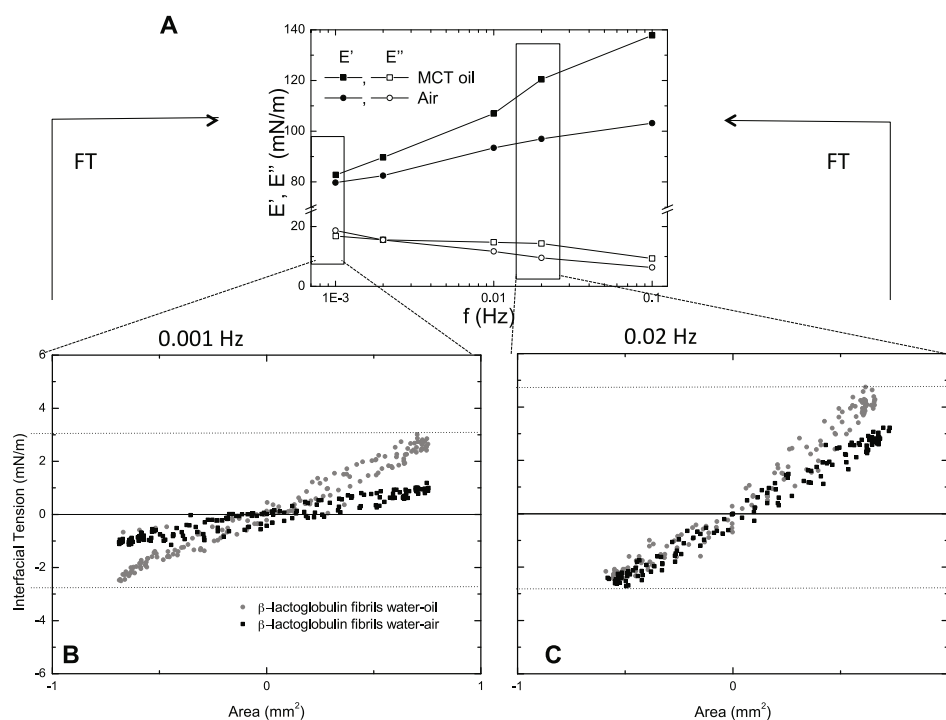 A
140
120
100
80
20
0
E', E'' (mN/m)
E' E''
, MCT oil
, Air
1E-3 0.01 0.1
f (Hz)
FT
FT
0.001 Hz
0.02 Hz
6
4
2
0
-2
-4
-6
Interfacial Tension (mN/m)
β-lactoglobulin fibrils water-oil
β-lactoglobulin fibrils water-air
B
-1 0 1
Area (mm²)
C
-1 0 1
Area (mm²)